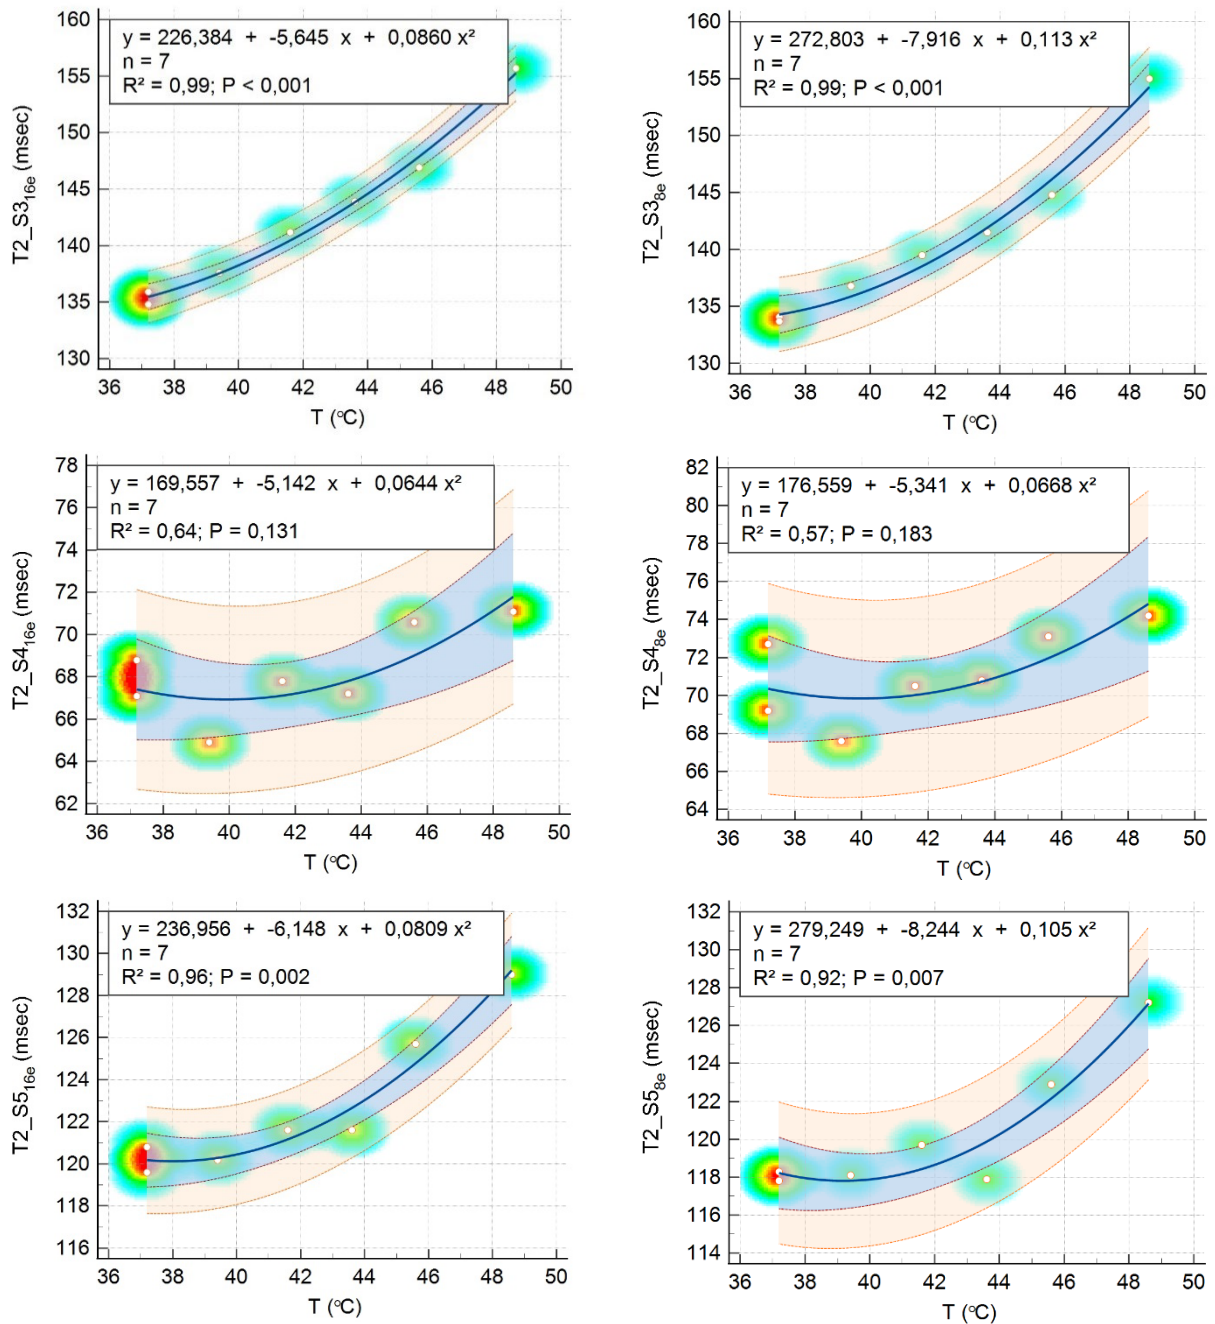 y = 226,384 + -5,645 x + 0,0860 x²
n = 7
R² = 0,99; P < 0,001
160
155
150
145
140
135
130
T2_S3₁₆ₑ (msec)
36 38 40 42 44 46 48 50
T (°C)
y = 272,803 + -7,916 x + 0,113 x²
n = 7
R² = 0,99; P < 0,001
160
155
150
145
140
135
130
T2_S3₈ₑ (msec)
36 38 40 42 44 46 48 50
T (°C)
y = 169,557 + -5,142 x + 0,0644 x²
n = 7
R² = 0,64; P = 0,131
78
76
74
72
70
68
66
64
62
T2_S4₁₆ₑ (msec)
36 38 40 42 44 46 48 50
T (°C)
y = 176,559 + -5,341 x + 0,0668 x²
n = 7
R² = 0,57; P = 0,183
82
80
78
76
74
72
70
68
66
64
T2_S4₈ₑ (msec)
36 38 40 42 44 46 48 50
T (°C)
y = 236,956 + -6,148 x + 0,0809 x²
n = 7
R² = 0,96; P = 0,002
132
130
128
126
124
122
120
118
116
T2_S5₁₆ₑ (msec)
36 38 40 42 44 46 48 50
T (°C)
y = 279,249 + -8,244 x + 0,105 x²
n = 7
R² = 0,92; P = 0,007
132
130
128
126
124
122
120
118
116
114
T2_S5₈ₑ (msec)
36 38 40 42 44 46 48 50
T (°C)